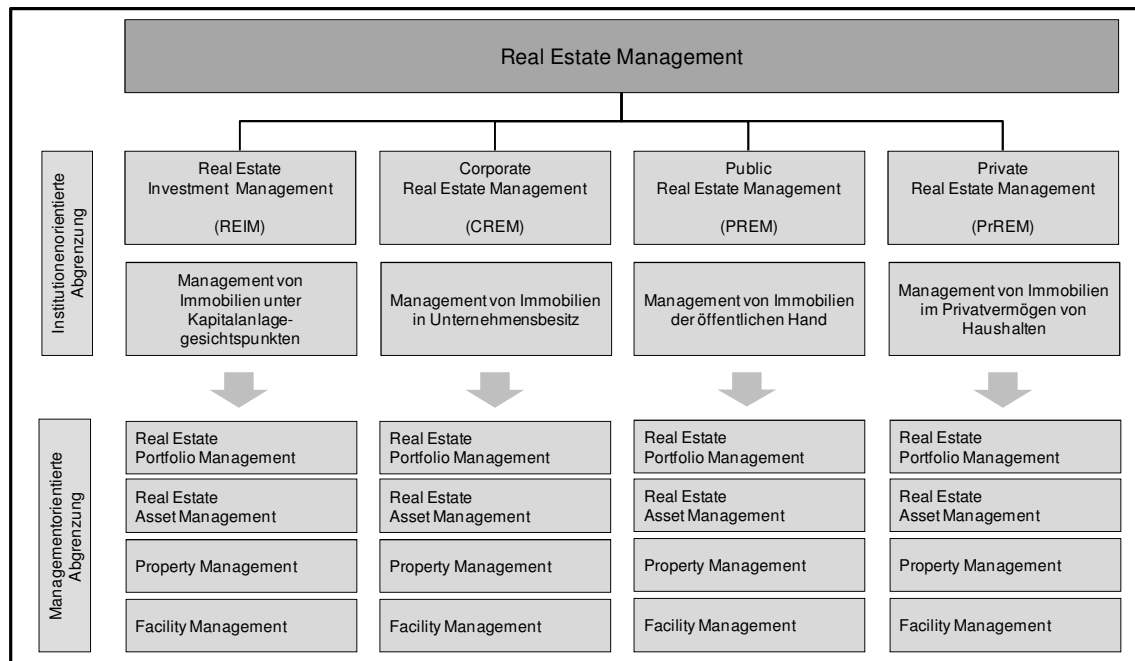 Real Estate Management
Institutionenorientierte
Abgrenzung
Real Estate
Investment Management
(REIM)
Corporate
Real Estate Management
(CREM)
Public
Real Estate Management
(PREM)
Private
Real Estate Management
(PrREM)
Management von
Immobilien unter
Kapitalanlage-
gesichtspunkten
Management von Immobilien
in Unternehmensbesitz
Management von Immobilien
der öffentlichen Hand
Management von Immobilien
im Privatvermögen von
Haushalten
Managementorientierte
Abgrenzung
Real Estate
Portfolio Management
Real Estate
Portfolio Management
Real Estate
Portfolio Management
Real Estate
Portfolio Management
Real Estate
Asset Management
Real Estate
Asset Management
Real Estate
Asset Management
Real Estate
Asset Management
Property Management
Property Management
Property Management
Property Management
Facility Management
Facility Management
Facility Management
Facility Management